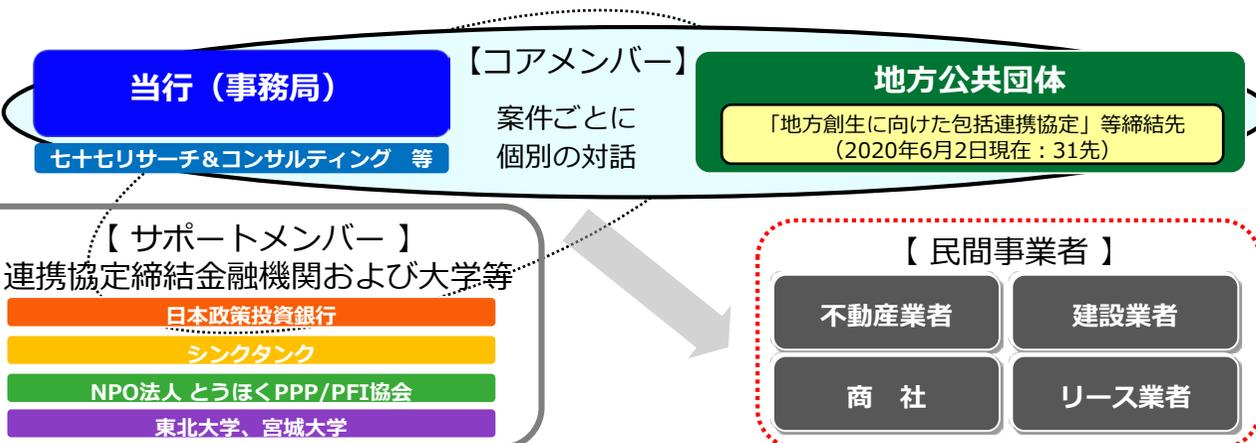 【コアメンバー】
当行（事務局）
七十七リサーチ＆コンサルティング　等
案件ごとに
個別の対話
地方公共団体
「地方創生に向けた包括連携協定」等締結先
（2020年6月2日現在：31先）
【 サポートメンバー 】
連携協定締結金融機関および大学等
日本政策投資銀行
シンクタンク
NPO法人 とうほくPPP/PFI協会
東北大学、宮城大学
【 民間事業者 】
不動産業者
建設業者
商　社
リース業者